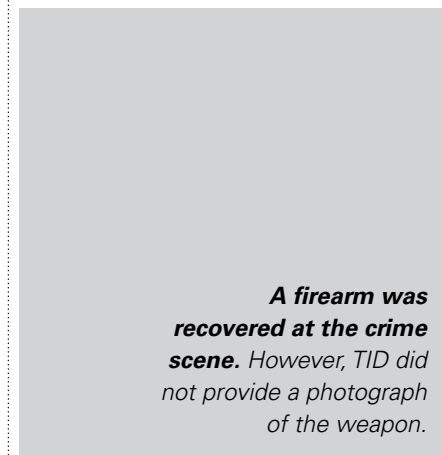 A firearm was
recovered at the crime
scene. However, TID did
not provide a photograph
of the weapon.